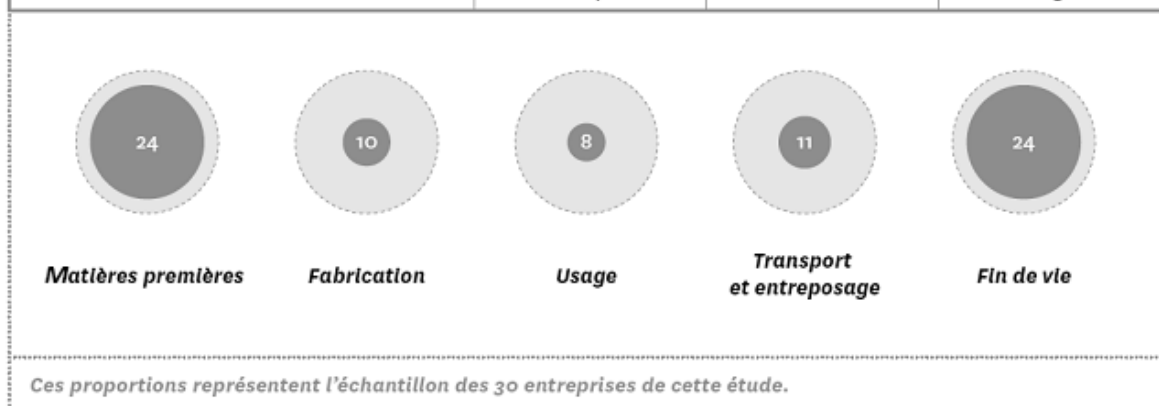 24
10
8
11
24
Matières premières
Fabrication
Usage
Transport
et entreposage
Fin de vie
Ces proportions représentent l'échantillon des 30 entreprises de cette étude.